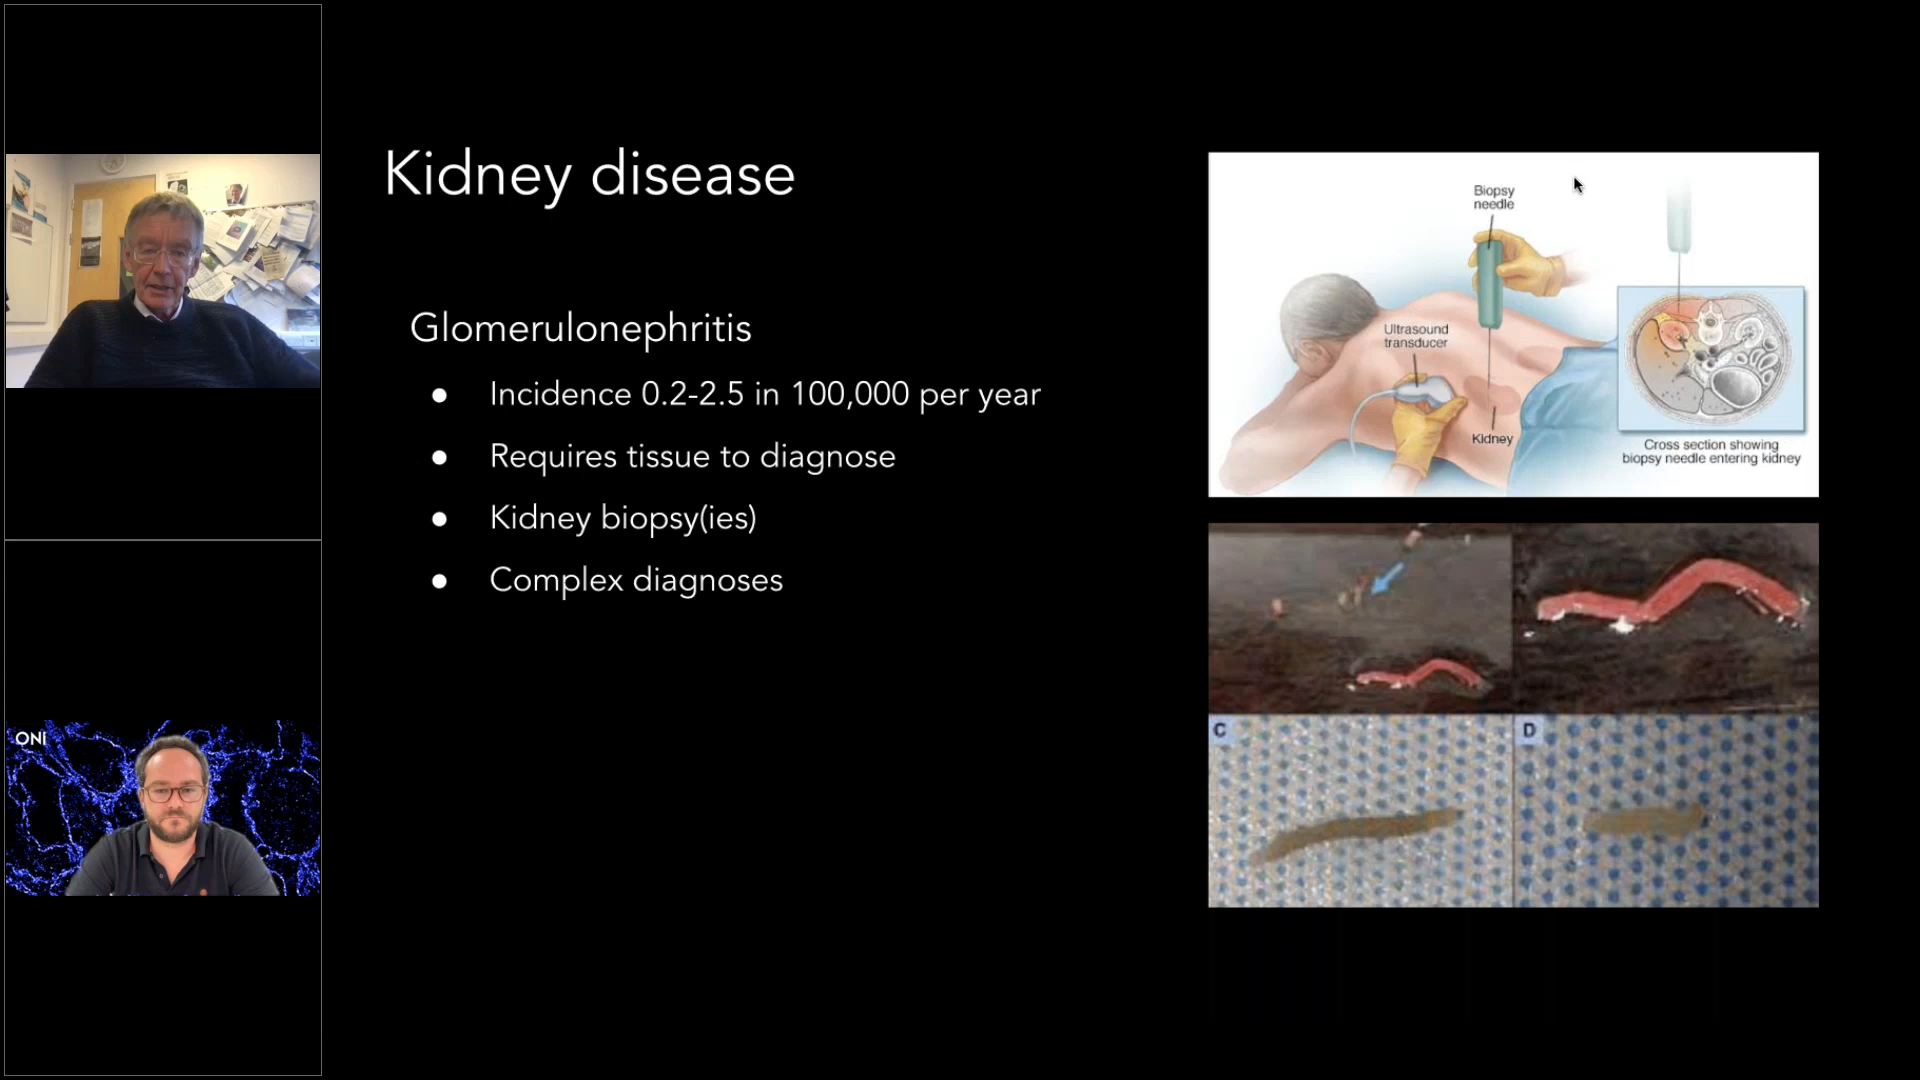 Kidney disease
Glomerulonephritis
● Incidence 0.2-2.5 in 100,000 per year
● Requires tissue to diagnose
● Kidney biopsy(ies)
● Complex diagnoses
Biopsy
needle
Ultrasound
transducer
Kidney
Cross section showing
biopsy needle entering kidney
C
D
ONI